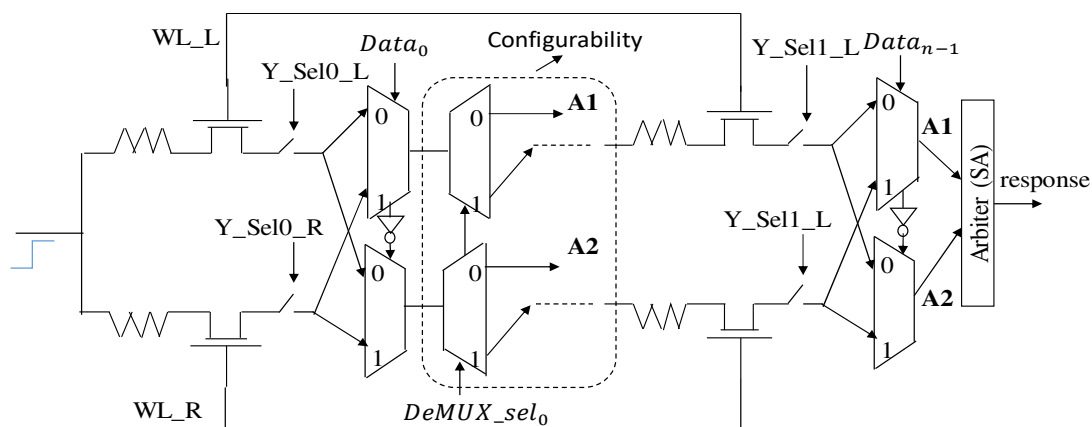 WL_L
Data₀
Configurability
Y_Sel1_L
Dataₙ₋₁
Y_Sel0_L
0
0
A1
0
A1
1
1
1
Arbiter (SA)
response
Y_Sel0_R
Y_Sel1_L
0
0
A2
0
A2
1
1
1
WL_R
DeMUX_sel₀